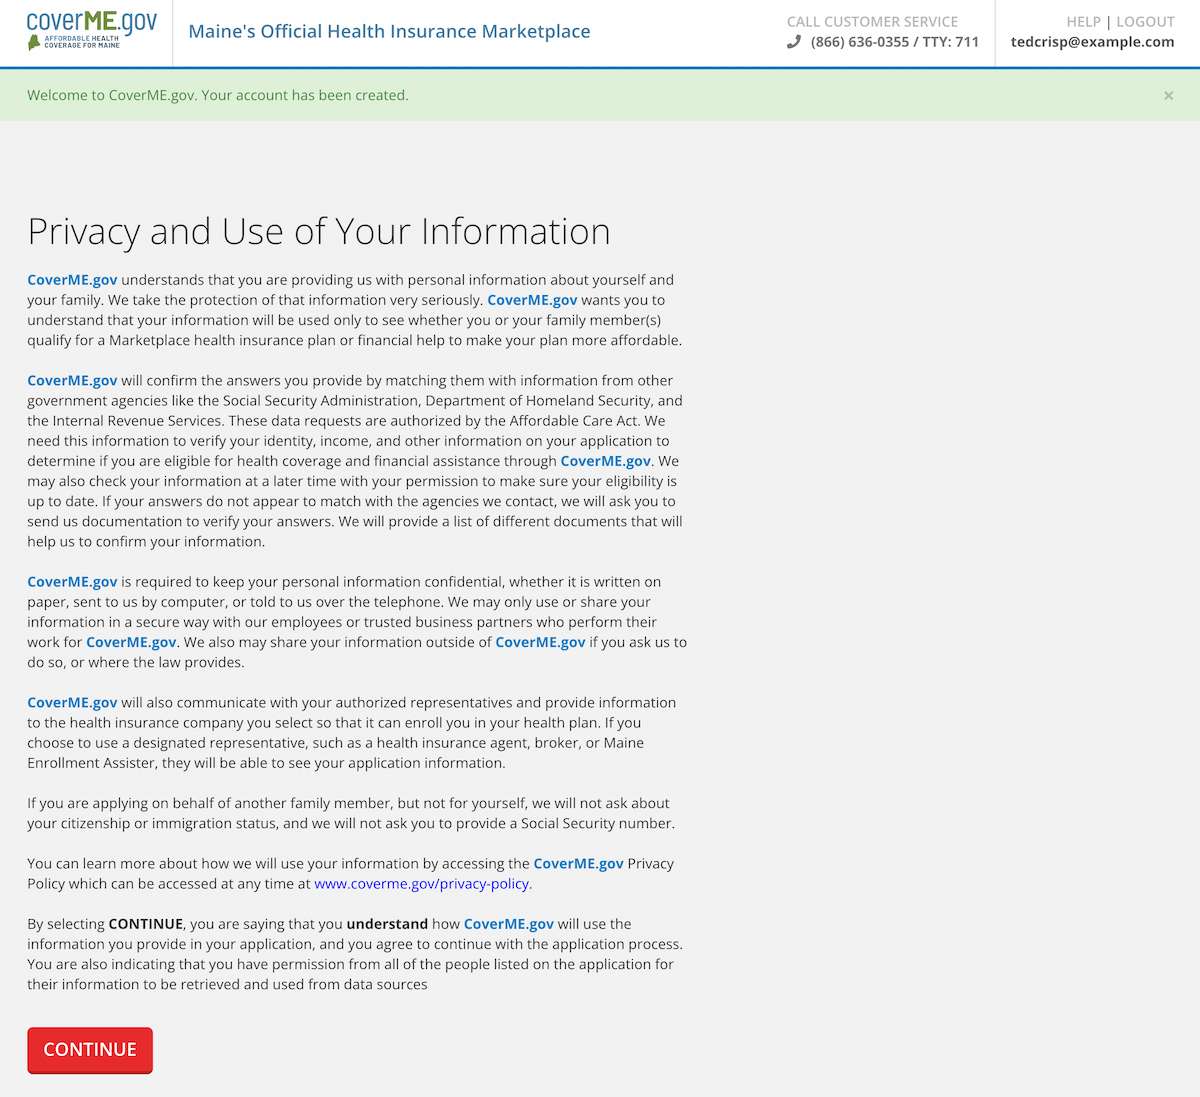 coverME.gov
AFFORDABLE HEALTH
COVERAGE FOR MAINE
Maine's Official Health Insurance Marketplace
CALL CUSTOMER SERVICE
(866) 636-0355 / TTY: 711
HELP | LOGOUT
tedcrisp@example.com
Welcome to CoverME.gov. Your account has been created.
×
Privacy and Use of Your Information
CoverME.gov understands that you are providing us with personal information about yourself and
your family. We take the protection of that information very seriously. CoverME.gov wants you to
understand that your information will be used only to see whether you or your family member(s)
qualify for a Marketplace health insurance plan or financial help to make your plan more affordable.
CoverME.gov will confirm the answers you provide by matching them with information from other
government agencies like the Social Security Administration, Department of Homeland Security, and
the Internal Revenue Services. These data requests are authorized by the Affordable Care Act. We
need this information to verify your identity, income, and other information on your application to
determine if you are eligible for health coverage and financial assistance through CoverME.gov. We
may also check your information at a later time with your permission to make sure your eligibility is
up to date. If your answers do not appear to match with the agencies we contact, we will ask you to
send us documentation to verify your answers. We will provide a list of different documents that will
help us to confirm your information.
CoverME.gov is required to keep your personal information confidential, whether it is written on
paper, sent to us by computer, or told to us over the telephone. We may only use or share your
information in a secure way with our employees or trusted business partners who perform their
work for CoverME.gov. We also may share your information outside of CoverME.gov if you ask us to
do so, or where the law provides.
CoverME.gov will also communicate with your authorized representatives and provide information
to the health insurance company you select so that it can enroll you in your health plan. If you
choose to use a designated representative, such as a health insurance agent, broker, or Maine
Enrollment Assister, they will be able to see your application information.
If you are applying on behalf of another family member, but not for yourself, we will not ask about
your citizenship or immigration status, and we will not ask you to provide a Social Security number.
You can learn more about how we will use your information by accessing the CoverME.gov Privacy
Policy which can be accessed at any time at www.coverme.gov/privacy-policy.
By selecting CONTINUE, you are saying that you understand how CoverME.gov will use the
information you provide in your application, and you agree to continue with the application process.
You are also indicating that you have permission from all of the people listed on the application for
their information to be retrieved and used from data sources
CONTINUE